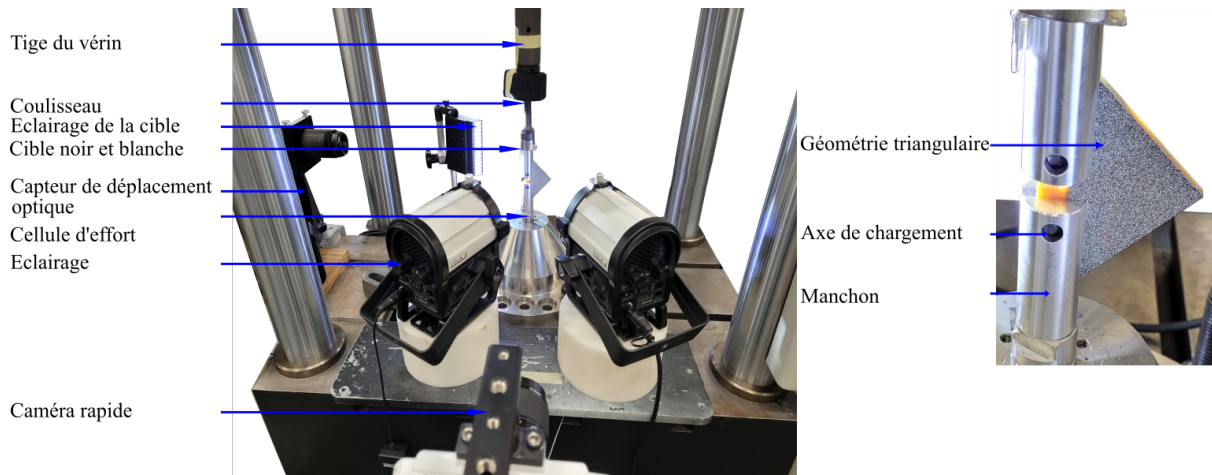 Tige du vérin
Coulisseau
Eclairage de la cible
Cible noir et blanche
Capteur de déplacement
optique
Cellule d'effort
Eclairage
Caméra rapide
Géométrie triangulaire
Axe de chargement
Manchon